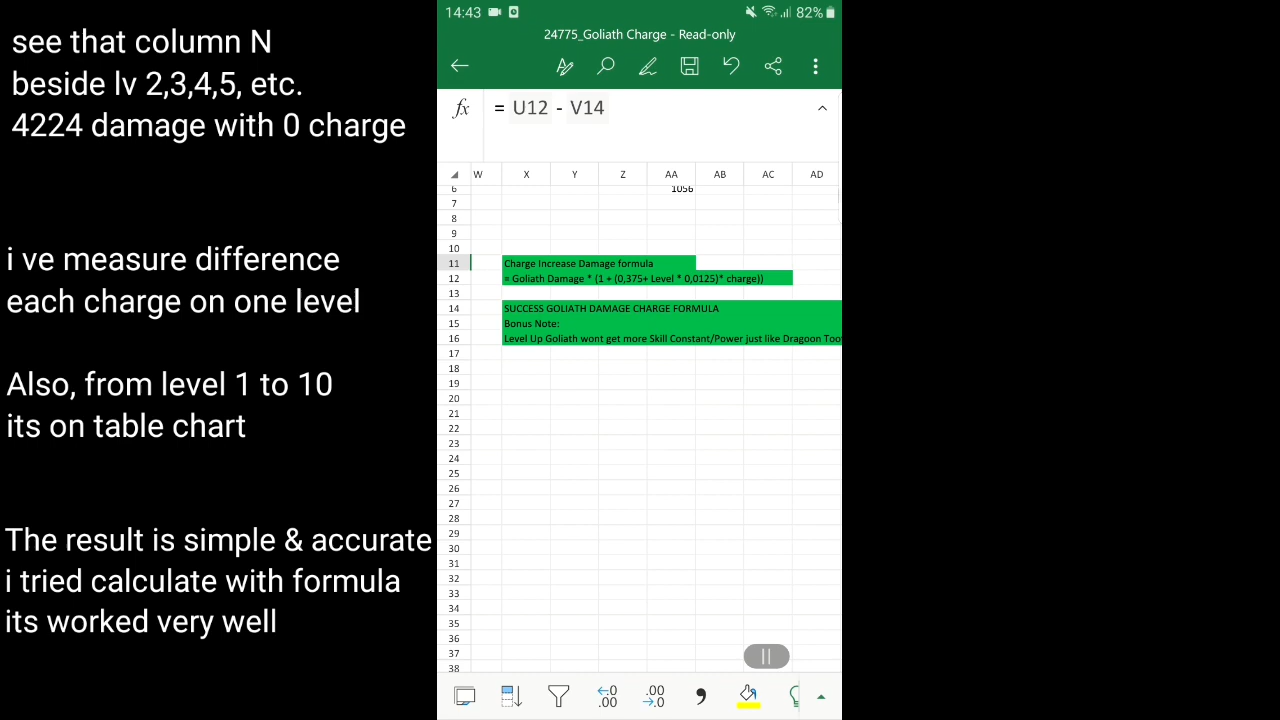 see that column N
beside lv 2,3,4,5, etc.
4224 damage with 0 charge
i ve measure difference
each charge on one level
Also, from level 1 to 10
its on table chart
The result is simple & accurate
i tried calculate with formula
its worked very well
14:43 82%
24775_Goliath Charge - Read-only
fx = U12 - V14
W X Y Z AA AB AC AD
6 1056
7
8
9
10
11 Charge Increase Damage formula
12 = Goliath Damage * (1 + (0,375+ Level * 0,0125)* charge))
13
14 SUCCESS GOLIATH DAMAGE CHARGE FORMULA
15 Bonus Note:
16 Level Up Goliath wont get more Skill Constant/Power just like Dragoon Too
17
18
19
20
21
22
23
24
25
26
27
28
29
30
31
32
33
34
35
36
37
38
←.0 .00
.00 →.0